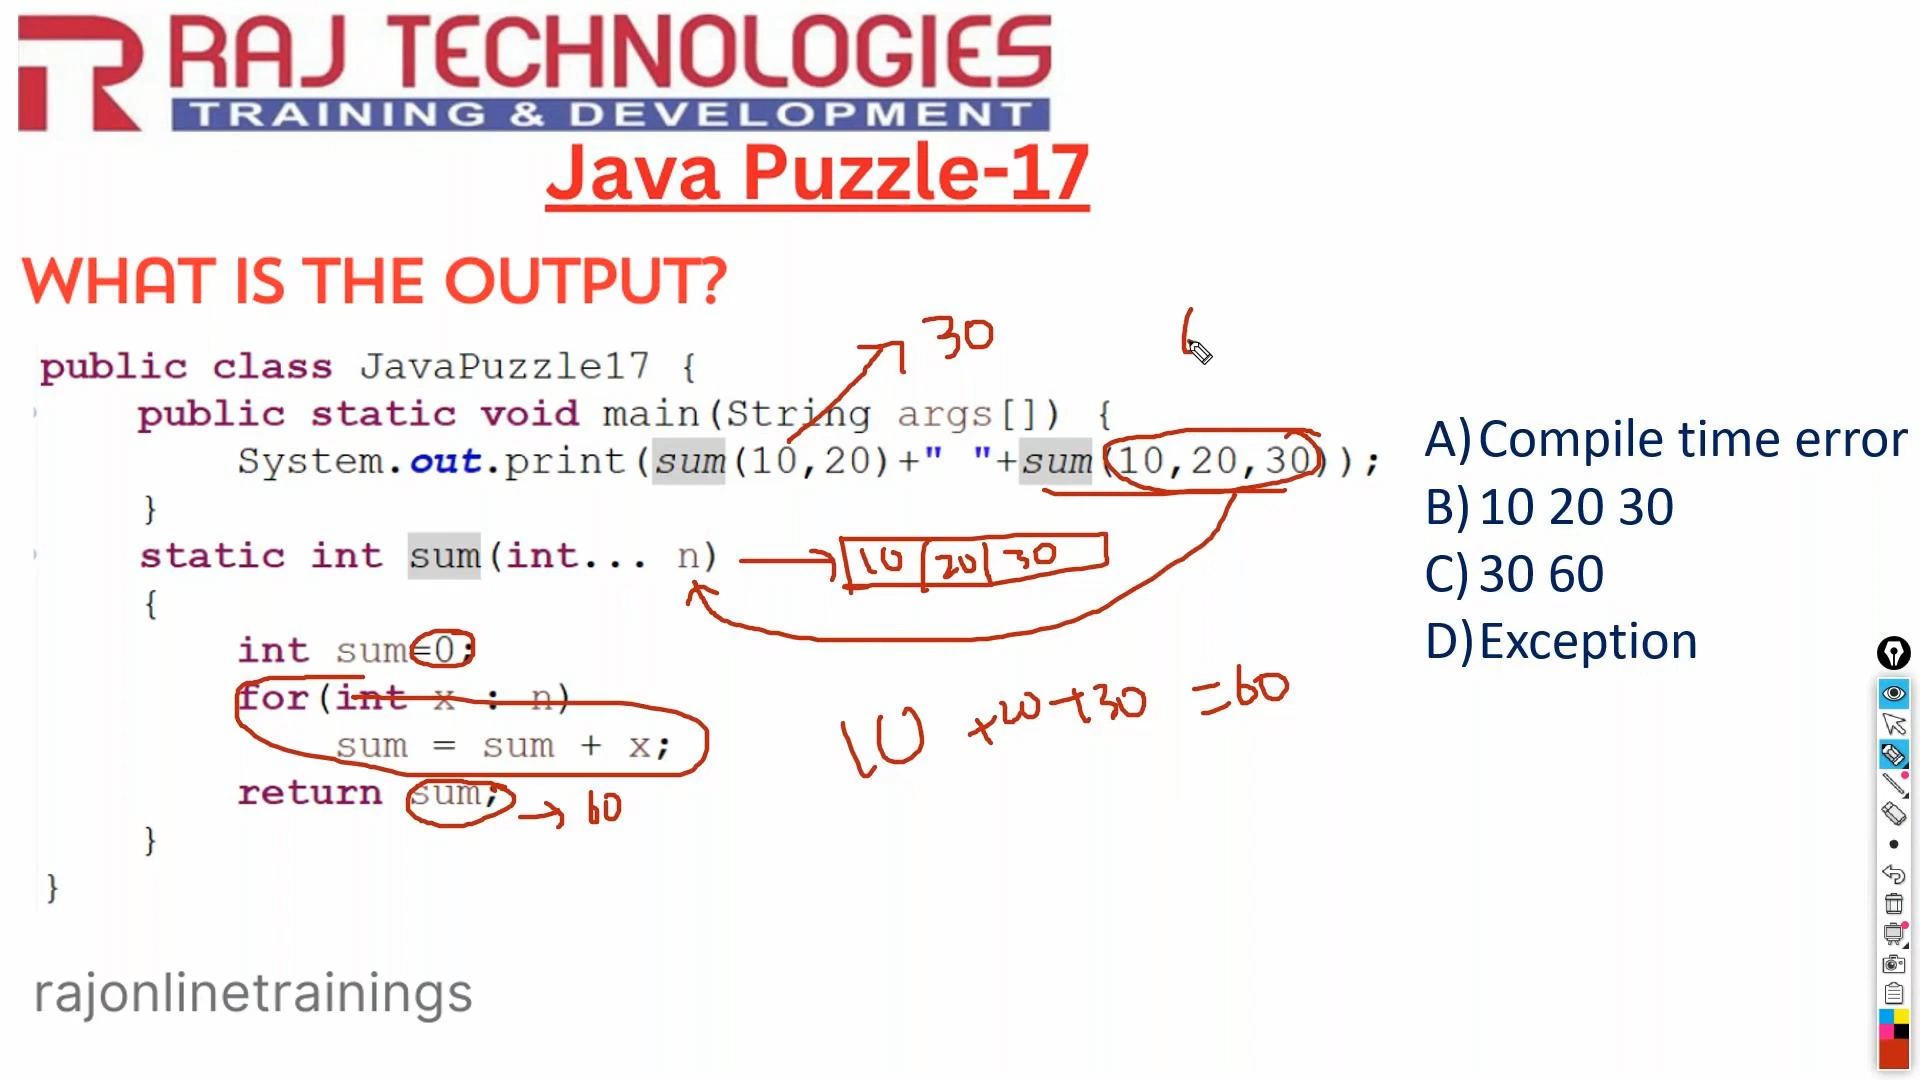 RAJ TECHNOLOGIES
TRAINING & DEVELOPMENT
Java Puzzle-17
WHAT IS THE OUTPUT?
30
6
public class JavaPuzzle17 {
public static void main(String args[]) {
System.out.print(sum(10,20)+" "+sum(10,20,30));
}
static int sum(int... n)
10 20 30
{
int sum=0;
for(int x : n)
sum = sum + x;
10 +20+30 =60
return sum;
60
}
}
A) Compile time error
B) 10 20 30
C) 30 60
D) Exception
rajonlinetrainings